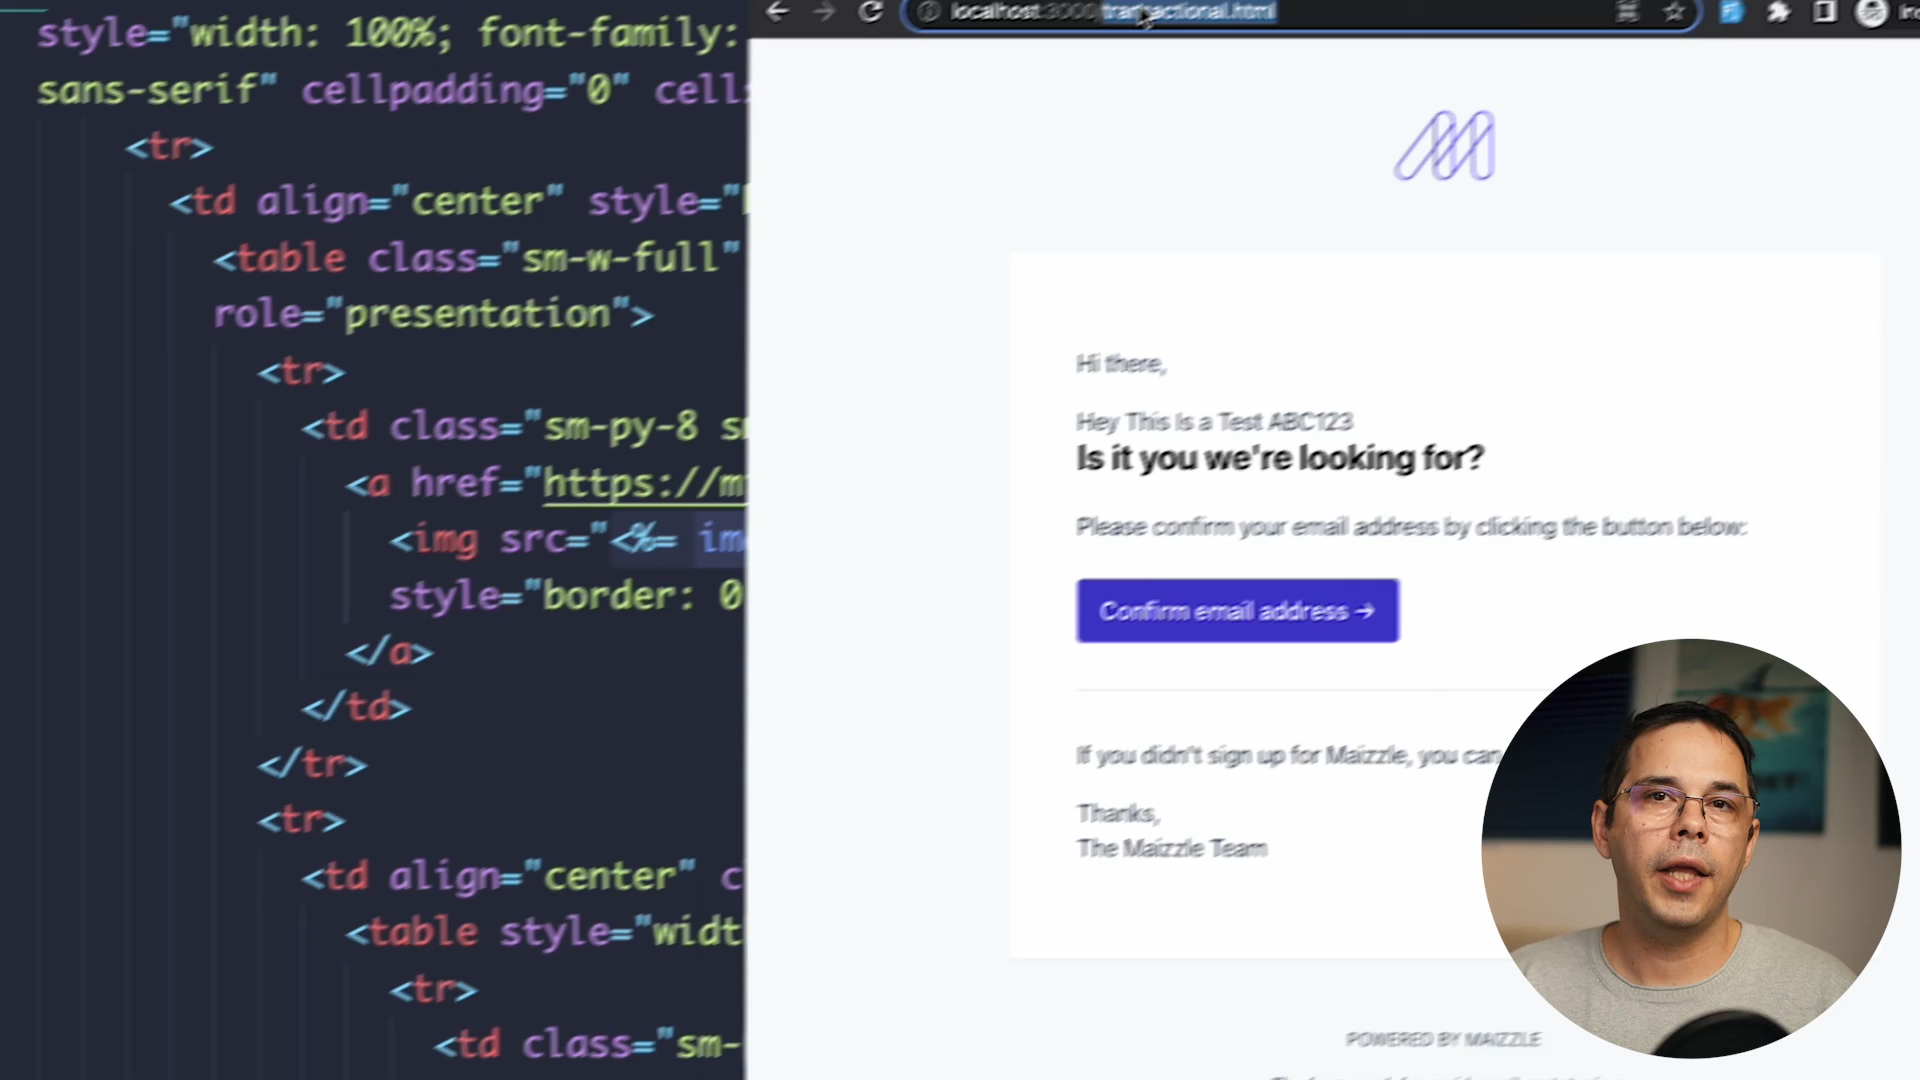 style="width: 100%; font-family:
sans-serif" cellpadding="0" cells
<tr>
<td align="center" style="
<table class="sm-w-full"
role="presentation">
<tr>
<td class="sm-py-8
<a href="https://m
<img src="<%=
style="border: 0
</a>
</td>
</tr>
<tr>
<td align="center" c
<table style="widt
<tr>
<td class="sm-
localhost:3000/transactional.html
Hi there,
Hey This Is a Test ABC123
Is it you we're looking for?
Please confirm your email address by clicking the button below:
Confirm email address →
If you didn't sign up for Maizzle, you can
Thanks,
The Maizzle Team
POWERED BY MAIZZLE